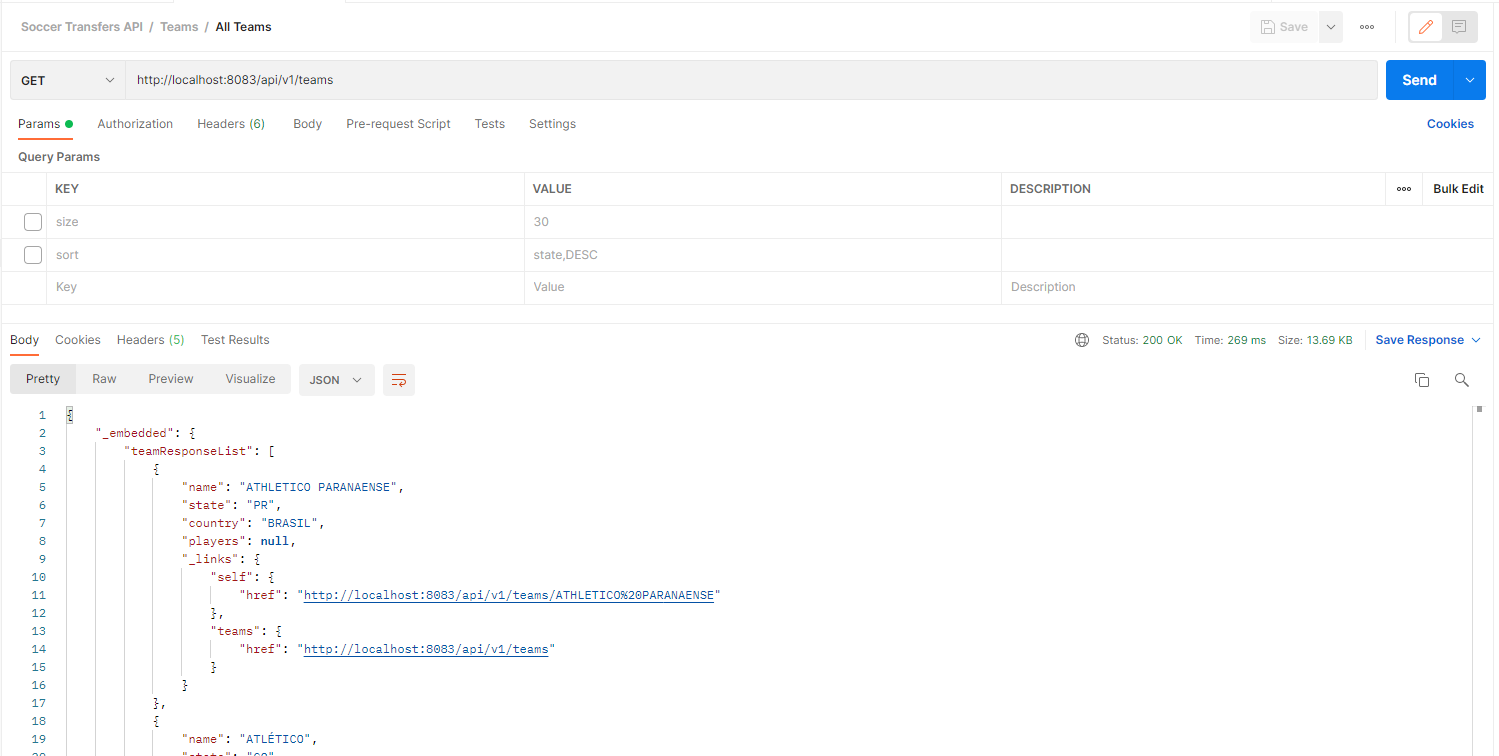 Soccer Transfers API / Teams / All Teams
Save
GET http://localhost:8083/api/v1/teams Send
Params Authorization Headers (6) Body Pre-request Script Tests Settings Cookies
Query Params
KEY VALUE DESCRIPTION Bulk Edit
size 30
sort state,DESC
Key Value Description
Body Cookies Headers (5) Test Results Status: 200 OK Time: 269 ms Size: 13.69 KB Save Response
Pretty Raw Preview Visualize JSON
1 {
2 "_embedded": {
3 "teamResponseList": [
4 {
5 "name": "ATHLETICO PARANAENSE",
6 "state": "PR",
7 "country": "BRASIL",
8 "players": null,
9 "_links": {
10 "self": {
11 "href": "http://localhost:8083/api/v1/teams/ATHLETICO%20PARANAENSE"
12 },
13 "teams": {
14 "href": "http://localhost:8083/api/v1/teams"
15 }
16 }
17 },
18 {
19 "name": "ATLÉTICO",
20 "state":